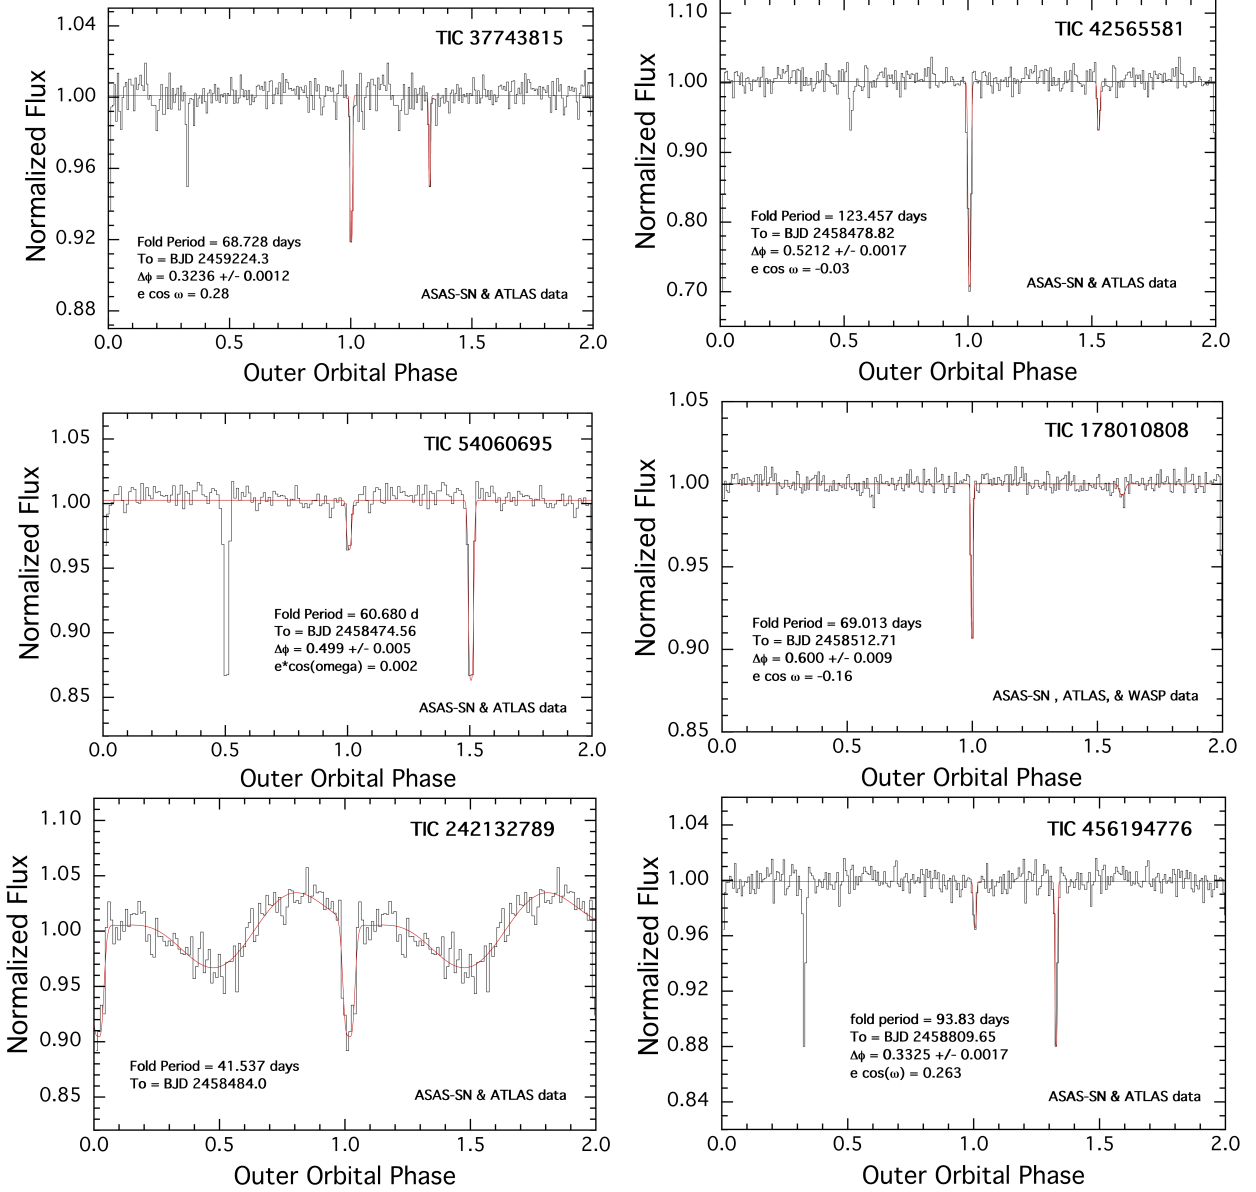 TIC 37743815
Normalized Flux
1.04
1.00
0.96
0.92
0.88
Fold Period = 68.728 days
To = BJD 2459224.3
Δϕ = 0.3236 +/- 0.0012
e cos ω = 0.28
ASAS-SN & ATLAS data
0.0 0.5 1.0 1.5 2.0
Outer Orbital Phase
TIC 42565581
Normalized Flux
1.10
1.00
0.90
0.80
0.70
Fold Period = 123.457 days
To = BJD 2458478.82
Δϕ = 0.5212 +/- 0.0017
e cos ω = -0.03
ASAS-SN & ATLAS data
0.0 0.5 1.0 1.5 2.0
Outer Orbital Phase
TIC 54060695
Normalized Flux
1.05
1.00
0.95
0.90
0.85
Fold Period = 60.680 d
To = BJD 2458474.56
Δϕ = 0.499 +/- 0.005
e*cos(omega) = 0.002
ASAS-SN & ATLAS data
0.0 0.5 1.0 1.5 2.0
Outer Orbital Phase
TIC 178010808
Normalized Flux
1.05
1.00
0.95
0.90
0.85
Fold Period = 69.013 days
To = BJD 2458512.71
Δϕ = 0.600 +/- 0.009
e cos ω = -0.16
ASAS-SN , ATLAS, & WASP data
0.0 0.5 1.0 1.5 2.0
Outer Orbital Phase
TIC 242132789
Normalized Flux
1.10
1.05
1.00
0.95
0.90
0.85
Fold Period = 41.537 days
To = BJD 2458484.0
ASAS-SN & ATLAS data
0.0 0.5 1.0 1.5 2.0
Outer Orbital Phase
TIC 456194776
Normalized Flux
1.04
1.00
0.96
0.92
0.88
0.84
fold period = 93.83 days
To = BJD 2458809.65
Δϕ = 0.3325 +/- 0.0017
e cos(ω) = 0.263
ASAS-SN & ATLAS data
0.0 0.5 1.0 1.5 2.0
Outer Orbital Phase